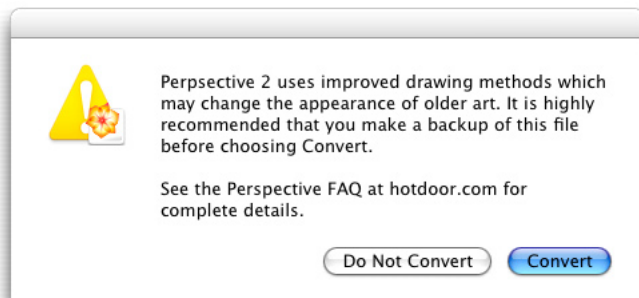 Perpsective 2 uses improved drawing methods which
may change the appearance of older art. It is highly
recommended that you make a backup of this file
before choosing Convert.
See the Perspective FAQ at hotdoor.com for
complete details.
Do Not Convert
Convert